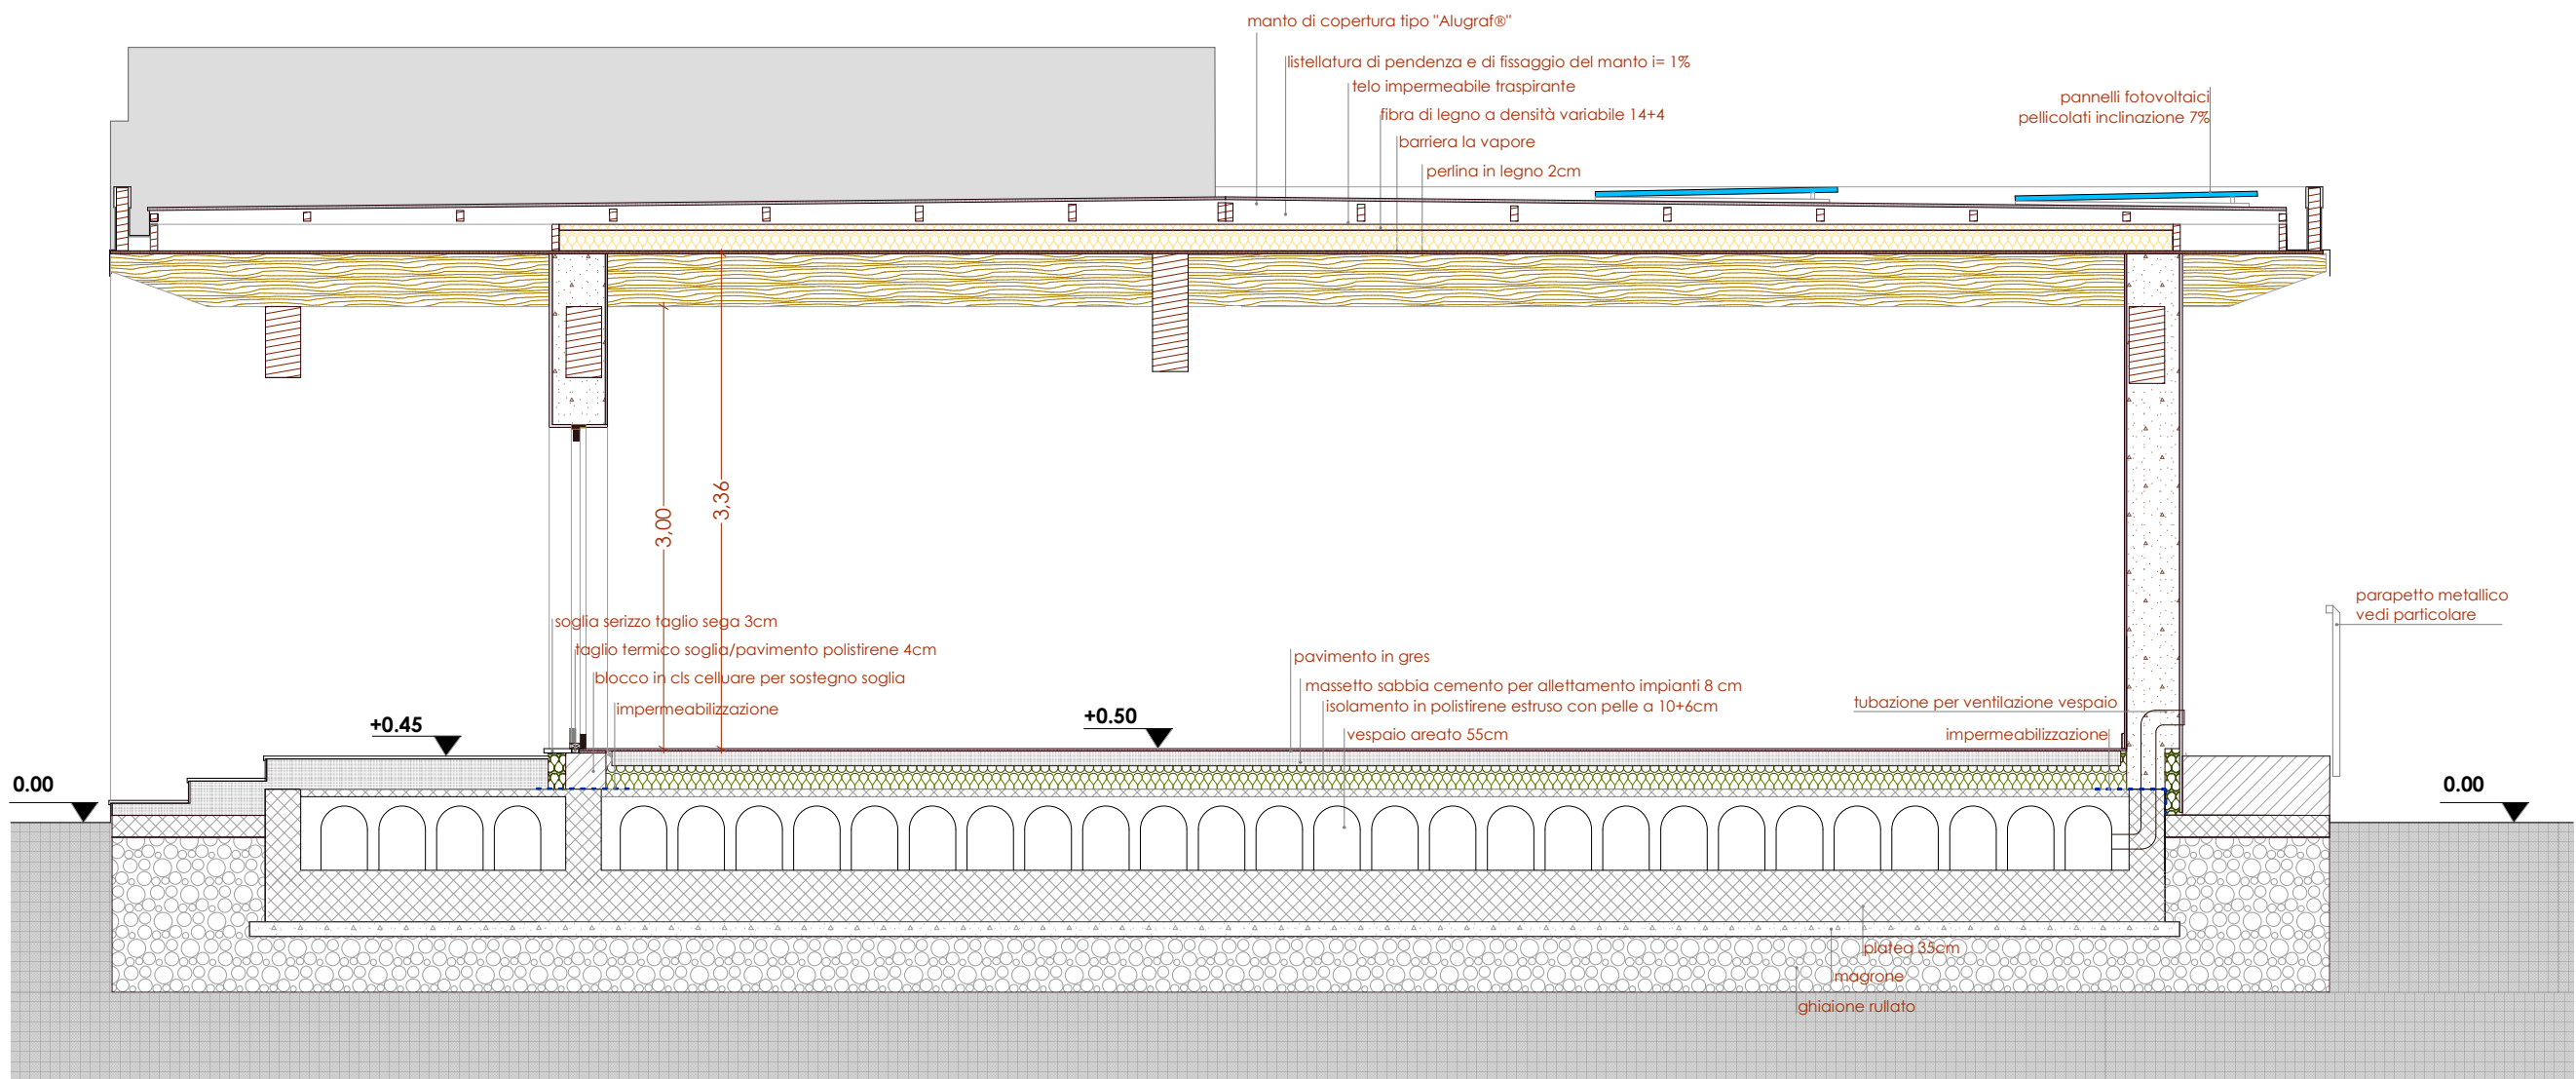 manto di copertura tipo "Alugraf®"
listellatura di pendenza e di fissaggio del manto i= 1%
telo impermeabile traspirante
fibra di legno a densità variabile 14+4
barriera la vapore
perlina in legno 2cm
pannelli fotovoltaici
pellicolati inclinazione 7%
3,00
3,36
soglia serizzo taglio sega 3cm
taglio termico soglia/pavimento polistirene 4cm
blocco in cls celluare per sostegno soglia
impermeabilizzazione
pavimento in gres
massetto sabbia cemento per allettamento impianti 8 cm
isolamento in polistirene estruso con pelle a 10+6cm
vespaio areato 55cm
tubazione per ventilazione vespaio
impermeabilizzazione
parapetto metallico
vedi particolare
+0.45
+0.50
0.00
0.00
platea 35cm
magrone
ghiaione rullato